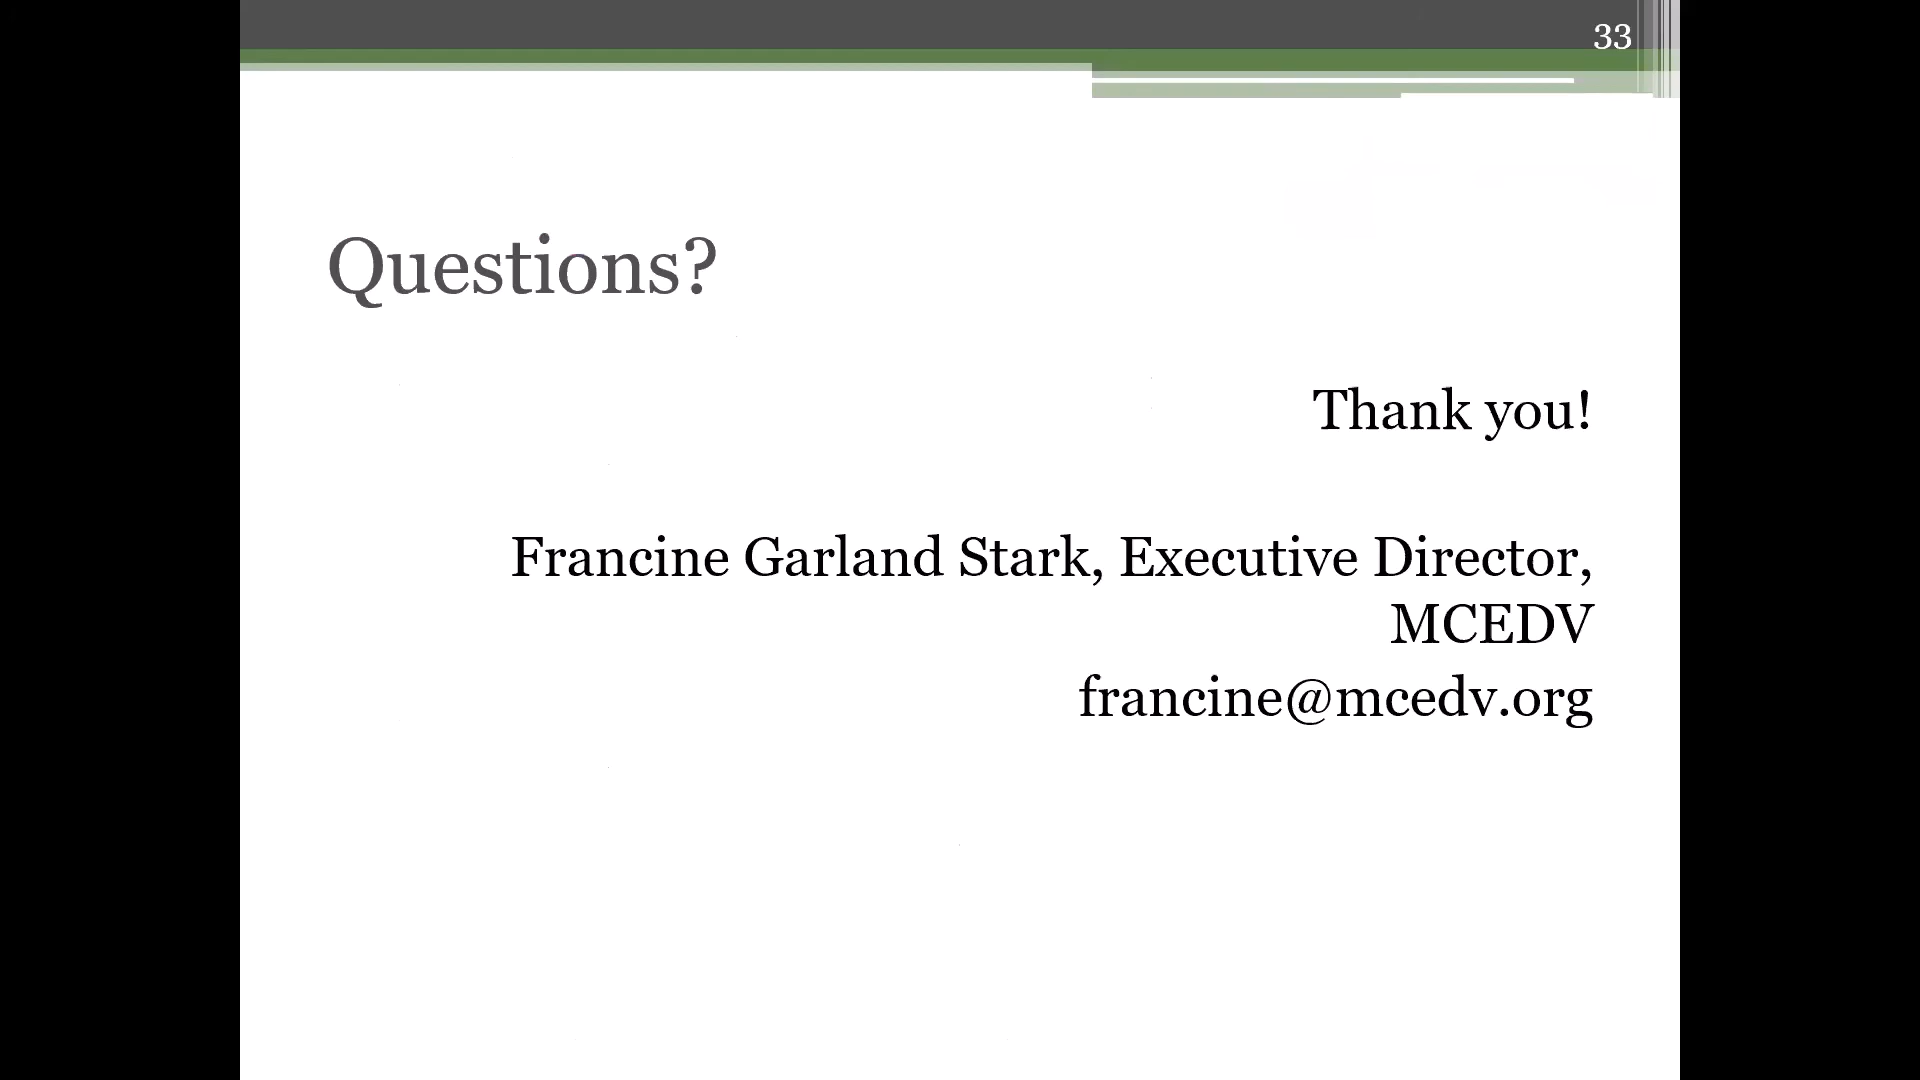 33
Questions?
Thank you!
Francine Garland Stark, Executive Director,
MCEDV
francine@mcedv.org